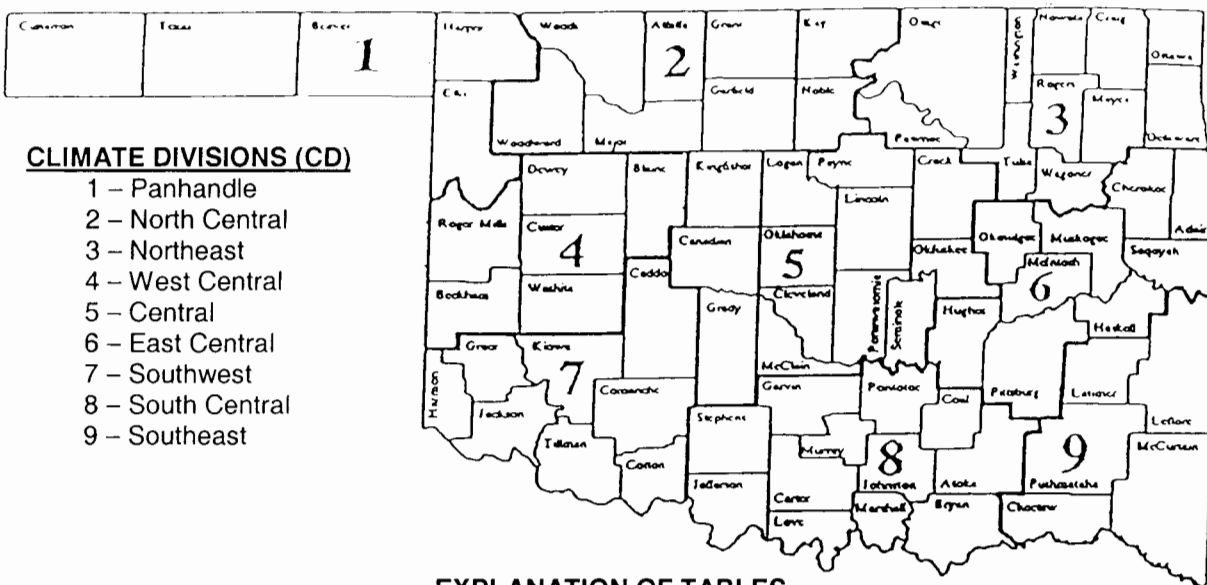 Cimarron
Texas
Beaver
Harper
Woods
Alfalfa
Grant
Kay
Osage
Washington
Nowata
Craig
Ottawa
1
2
3
Ellis
Garfield
Noble
Rogers
Mayes
Delaware
Woodward
Major
Pawnee
CLIMATE DIVISIONS (CD)
1 – Panhandle
2 – North Central
3 – Northeast
4 – West Central
5 – Central
6 – East Central
7 – Southwest
8 – South Central
9 – Southeast
Dewey
Blaine
Kingfisher
Logan
Payne
Creek
Tulsa
Wagoner
Cherokee
Adair
Lincoln
Roger Mills
Custer
4
Canadian
Oklahoma
5
Okfuskee
Okmulgee
Muskogee
Sequoyah
McIntosh
6
Beckham
Washita
Caddo
Cleveland
Grady
Pottawatomie
Seminole
Hughes
Haskell
McClain
Greer
Kiowa
7
Harmon
Jackson
Comanche
Garvin
Pontotoc
Coal
Pittsburg
Latimer
LeFlore
Stephens
Tillman
Cotton
Murray
8
9
McCurtain
Jefferson
Carter
Johnston
Atoka
Pushmataha
Love
Marshall
Bryan
Choctaw
EXPLANATION OF TABLES